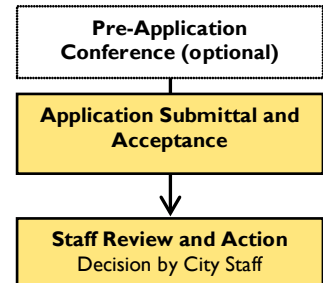 Pre-Application
Conference (optional)
Application Submittal and
Acceptance
Staff Review and Action
Decision by City Staff